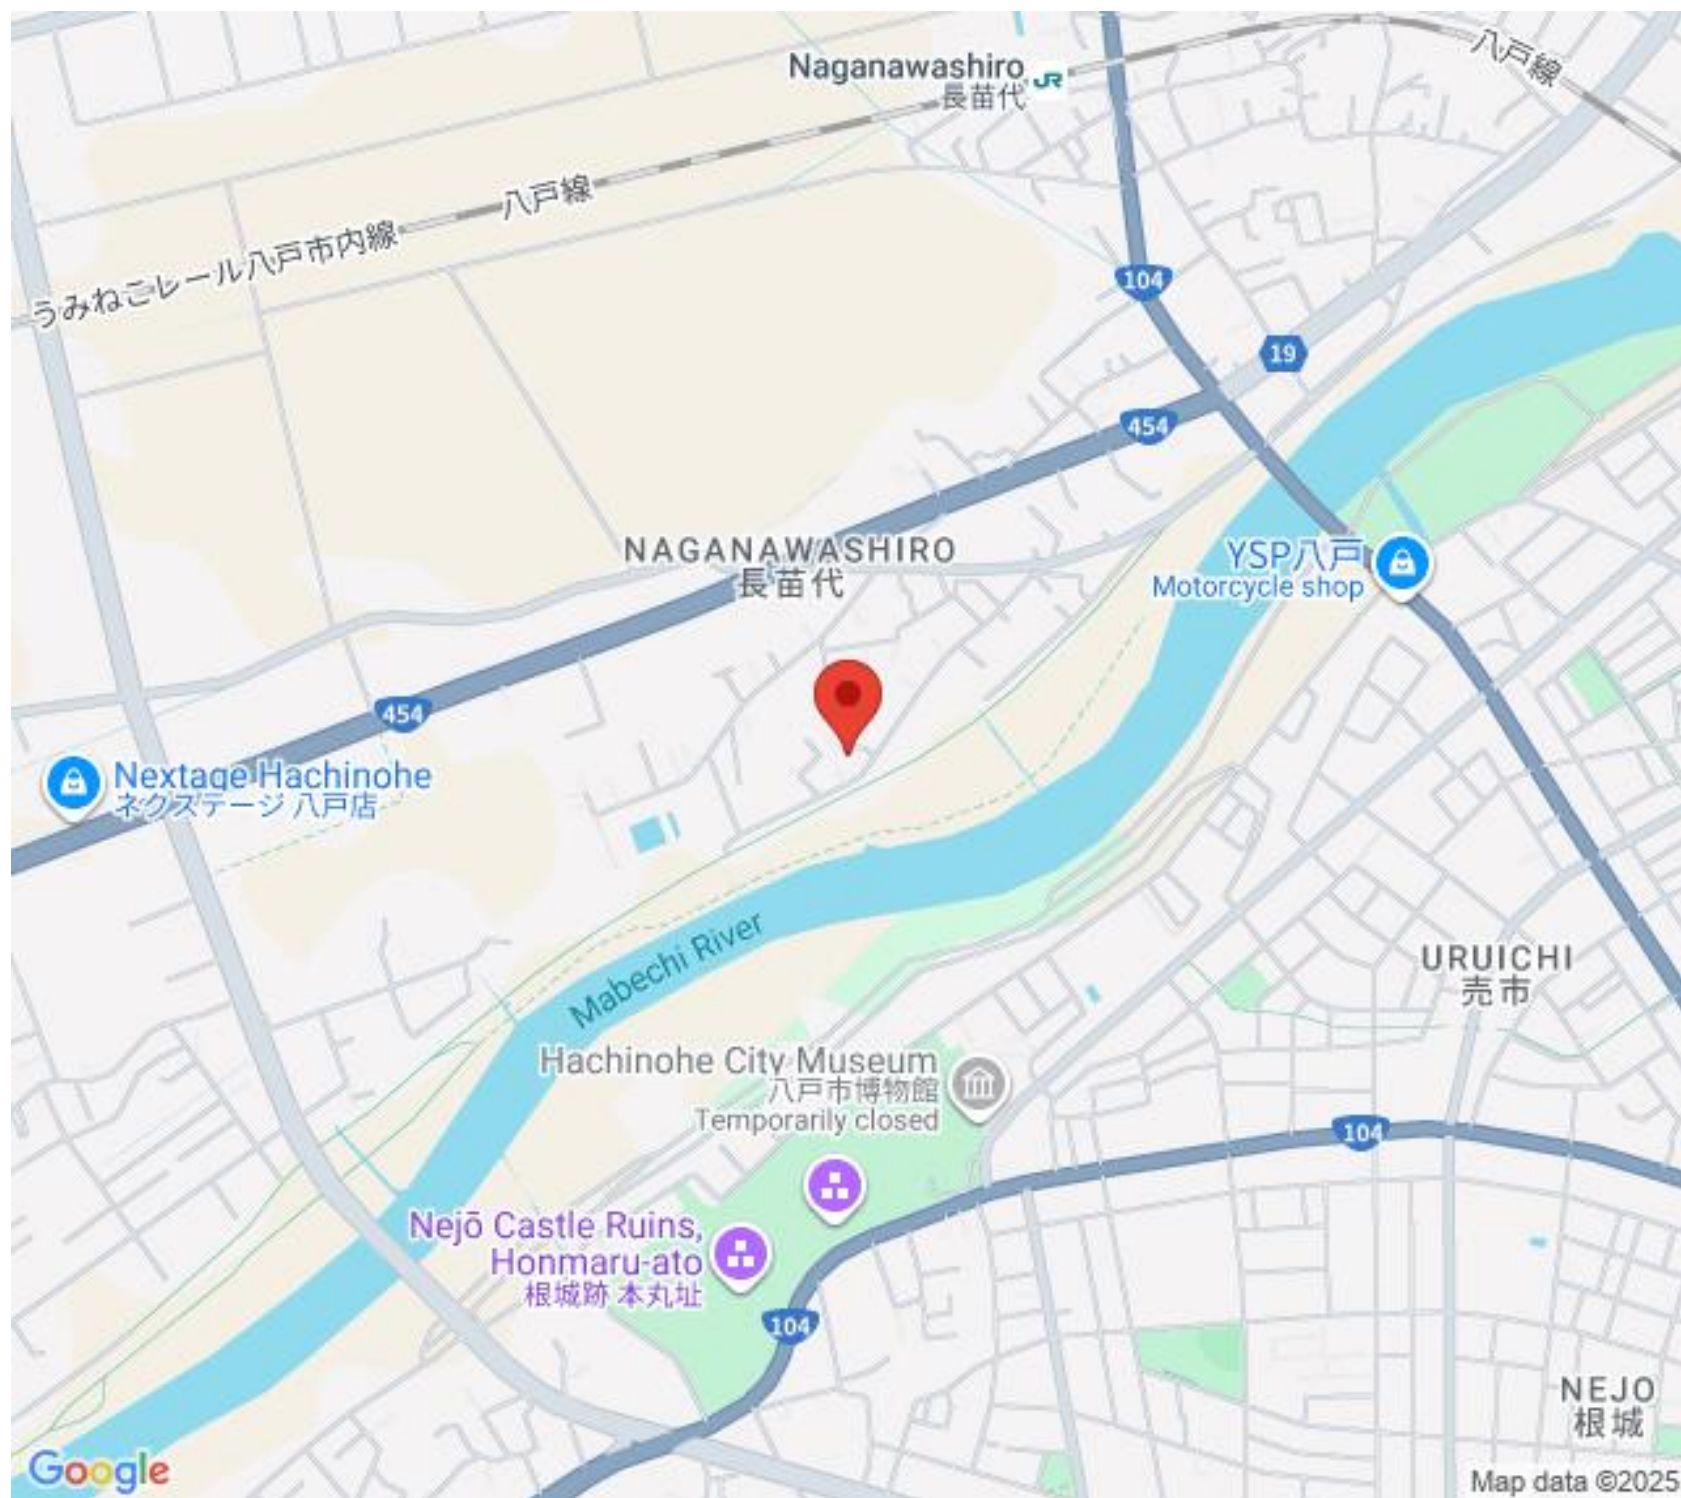 Naganawashiro
長苗代
JR
八戸線
八戸線
うみねこレール八戸市内線
104
19
454
NAGANAWASHIRO
長苗代
YSP八戸
Motorcycle shop
454
Nextage Hachinohe
ネクステージ 八戸店
Mabechi River
URUICHI
売市
Hachinohe City Museum
八戸市博物館
Temporarily closed
104
Nejō Castle Ruins,
Honmaru-ato
根城跡 本丸址
104
NEJO
根城
Google
Map data ©2025